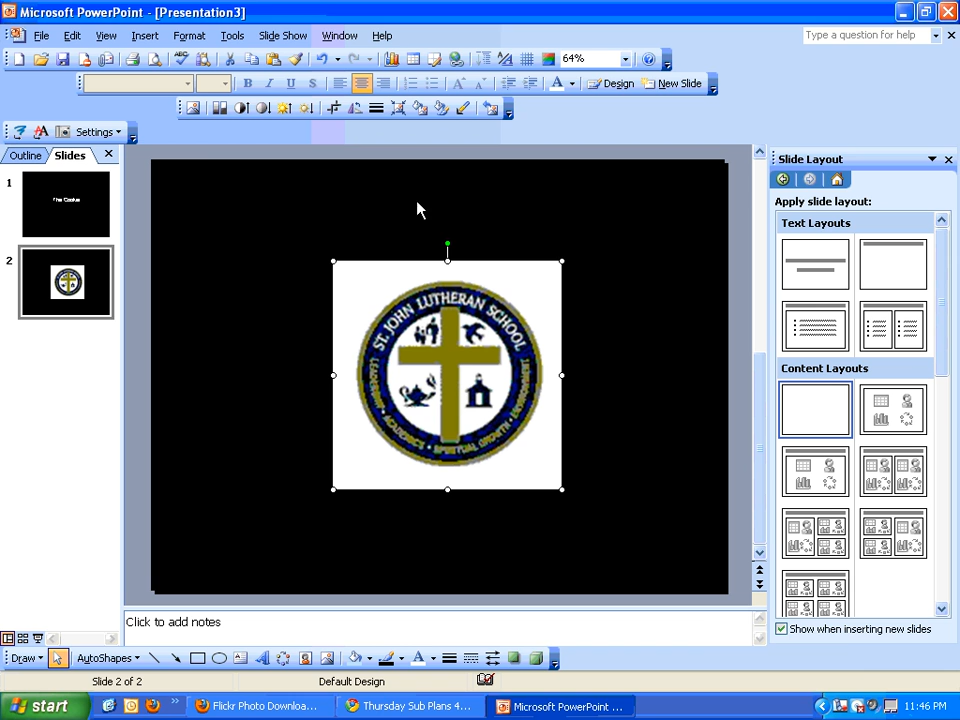 Microsoft PowerPoint - [Presentation3]
File Edit View Insert Format Tools Slide Show Window Help
Type a question for help
64%
B I U S A A A Design New Slide
Settings
Outline Slides
Slide Layout
1
The Cookie
Apply slide layout:
Text Layouts
2
ST. JOHN LUTHERAN SCHOOL
LEADERSHIP • ACADEMICS • SPIRITUAL GROWTH • ENVIRONMENT
Content Layouts
Click to add notes
Show when inserting new slides
Draw AutoShapes A
Slide 2 of 2 Default Design
start Flickr Photo Downloa... Thursday Sub Plans 4... Microsoft PowerPoint ... 11:46 PM